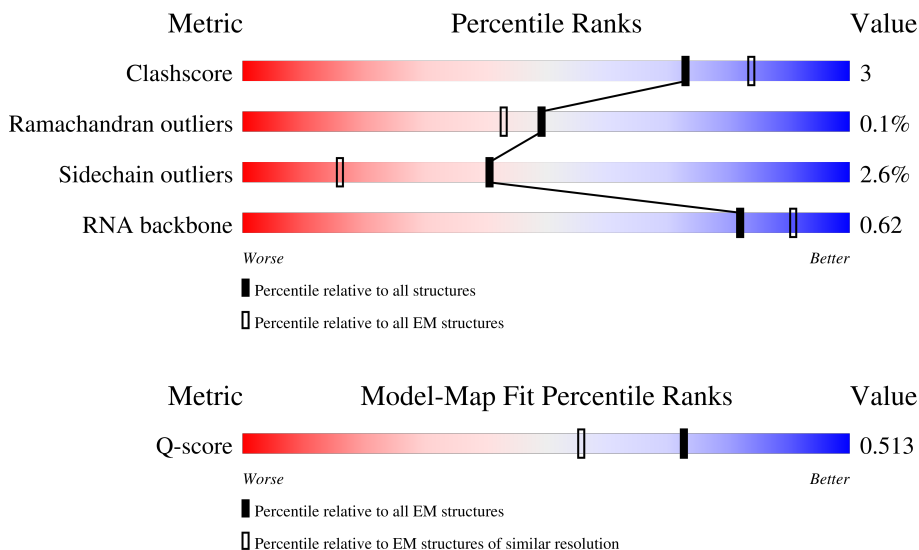 Metric Percentile Ranks Value
Clashscore 3
Ramachandran outliers 0.1%
Sidechain outliers 2.6%
RNA backbone 0.62
Worse Better
Percentile relative to all structures
Percentile relative to all EM structures
Metric Model-Map Fit Percentile Ranks Value
Q-score 0.513
Worse Better
Percentile relative to all EM structures
Percentile relative to EM structures of similar resolution